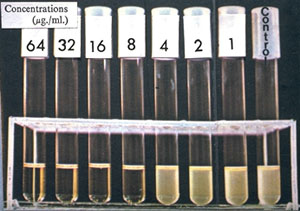 Concentrations
(µg./ml.)
64 32 16 8 4 2 1 Control